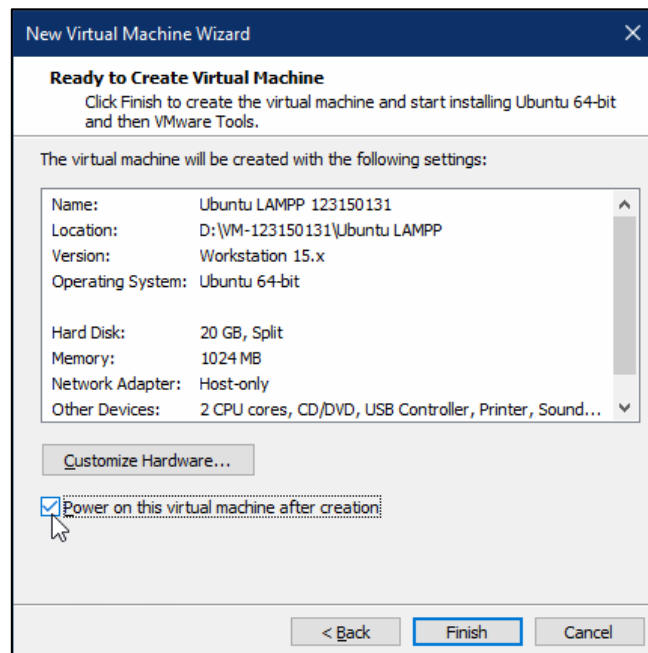 New Virtual Machine Wizard
Ready to Create Virtual Machine
Click Finish to create the virtual machine and start installing Ubuntu 64-bit
and then VMware Tools.
The virtual machine will be created with the following settings:
Name: Ubuntu LAMPP 123150131
Location: D:\VM-123150131\Ubuntu LAMPP
Version: Workstation 15.x
Operating System: Ubuntu 64-bit
Hard Disk: 20 GB, Split
Memory: 1024 MB
Network Adapter: Host-only
Other Devices: 2 CPU cores, CD/DVD, USB Controller, Printer, Sound...
Customize Hardware...
Power on this virtual machine after creation
< Back Finish Cancel